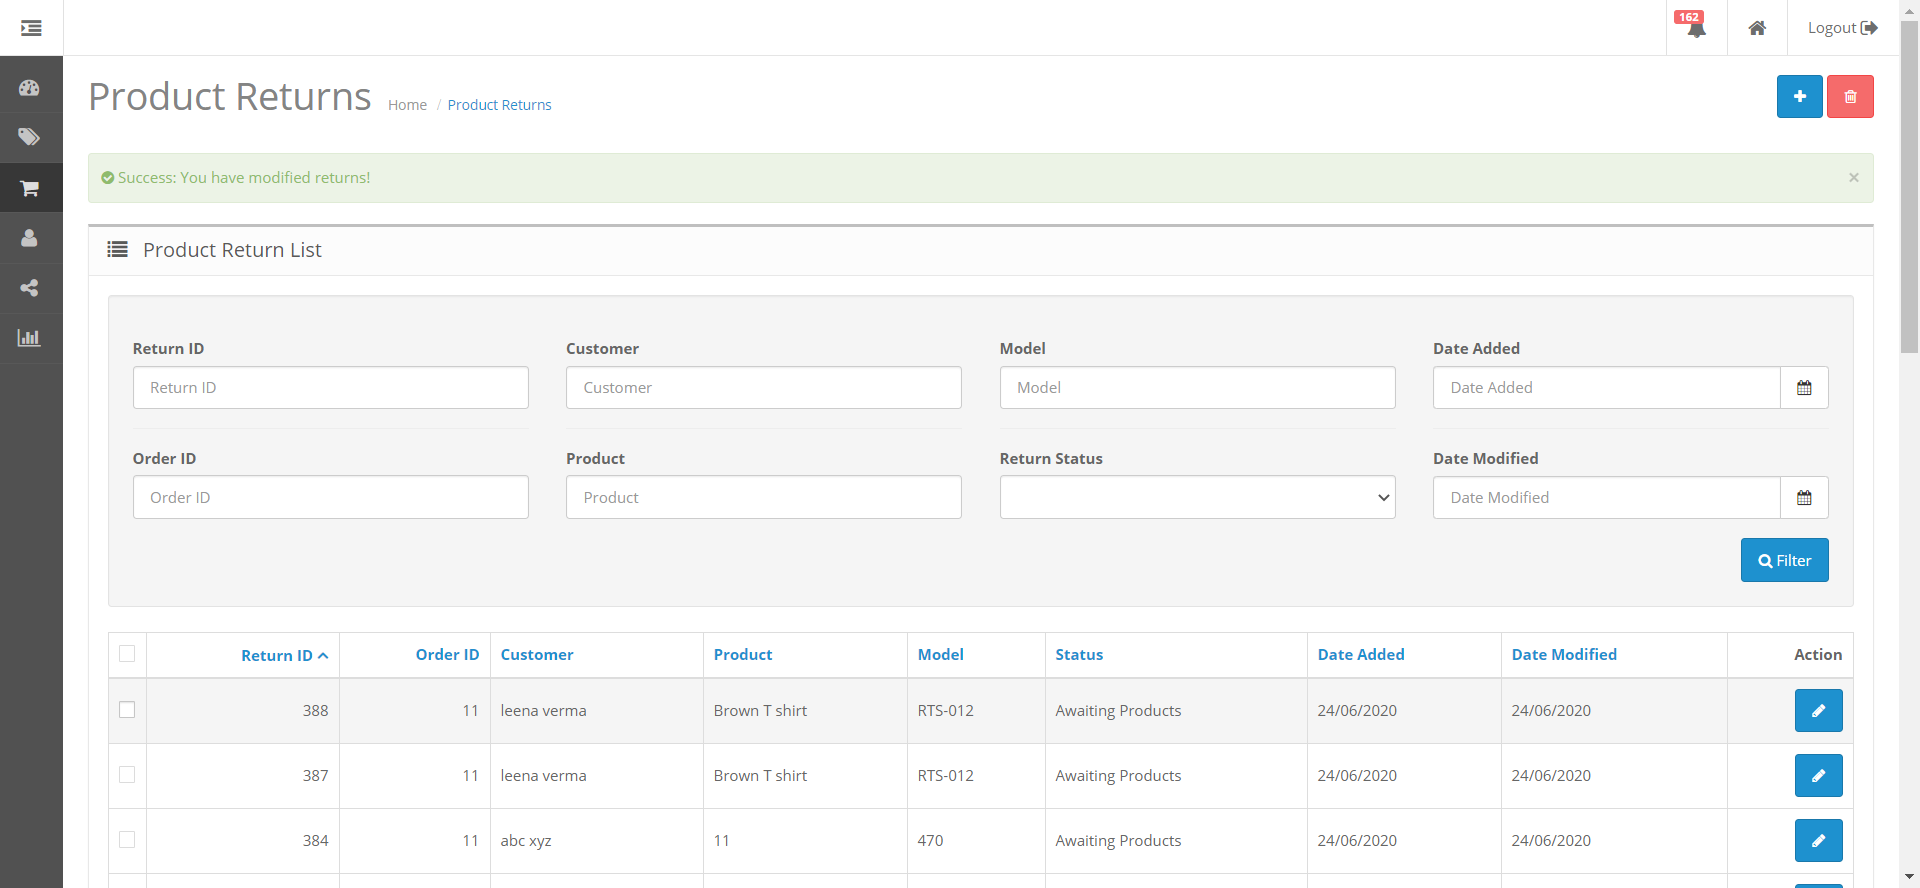 162
Logout
Product Returns Home / Product Returns
Success: You have modified returns! ×
Product Return List
Return ID Customer Model Date Added
Return ID Customer Model Date Added
Order ID Product Return Status Date Modified
Order ID Product Date Modified
Filter
Return ID Order ID Customer Product Model Status Date Added Date Modified Action
388 11 leena verma Brown T shirt RTS-012 Awaiting Products 24/06/2020 24/06/2020
387 11 leena verma Brown T shirt RTS-012 Awaiting Products 24/06/2020 24/06/2020
384 11 abc xyz 11 470 Awaiting Products 24/06/2020 24/06/2020